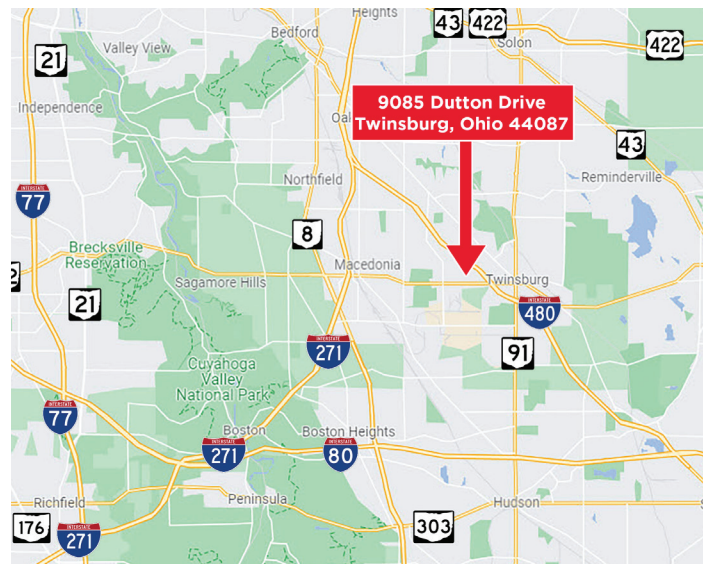 Heights
43
422
Bedford
Valley View
21
Solon
422
9085 Dutton Drive
Twinsburg, Ohio 44087
Independence
Oak
43
Northfield
Reminderville
INTERSTATE
77
8
Brecksville
Reservation
Macedonia
Sagamore Hills
Twinsburg
21
INTERSTATE
480
INTERSTATE
271
91
Cuyahoga
Valley
National Park
INTERSTATE
77
Boston
Boston Heights
INTERSTATE
271
INTERSTATE
80
Richfield
Peninsula
Hudson
176
303
INTERSTATE
271